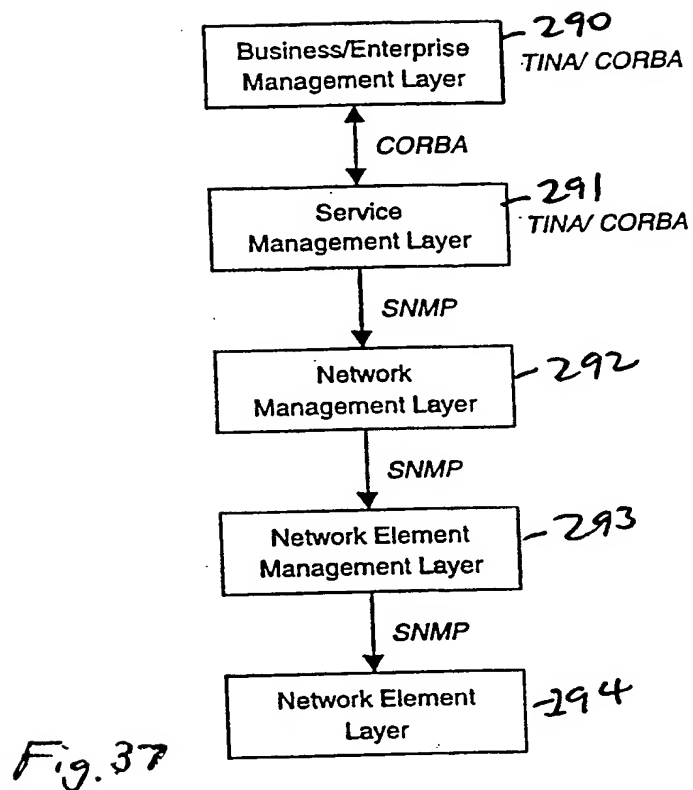 290
Business/Enterprise
Management Layer
TINA/ CORBA
CORBA
291
Service
Management Layer
TINA/ CORBA
SNMP
Network
Management Layer
292
SNMP
Network Element
Management Layer
293
SNMP
Network Element
Layer
294
Fig. 37